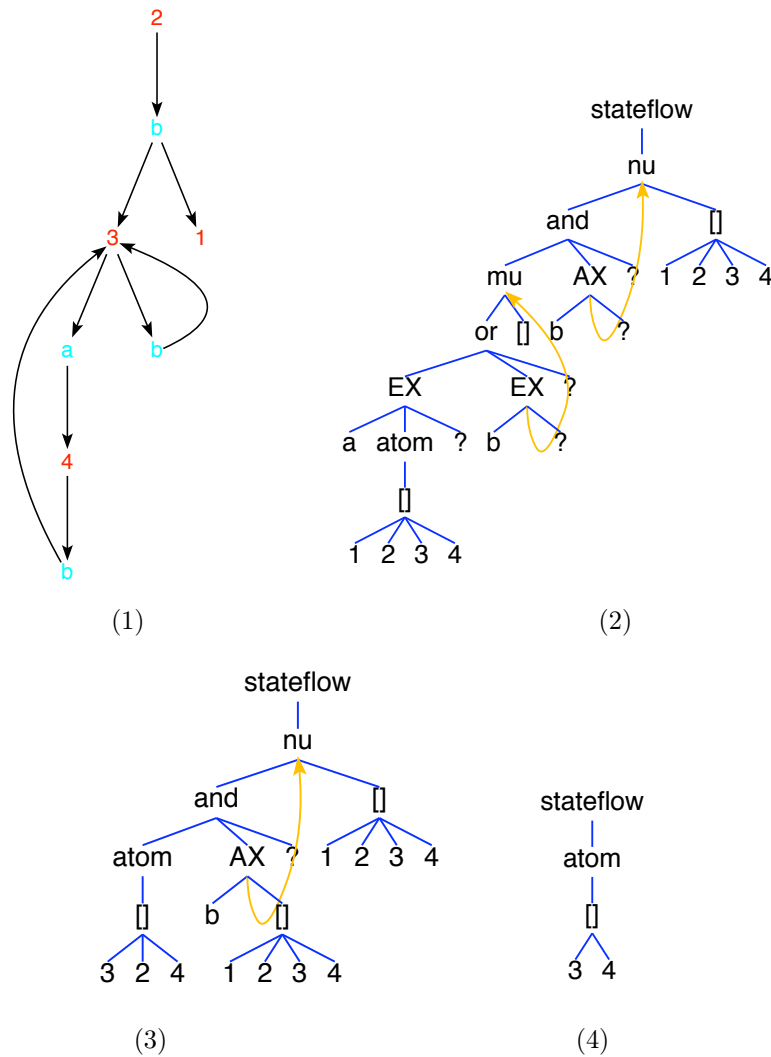 2
b
3 1
a b
4
b
(1)
stateflow
nu
and []
mu AX ? 1 2 3 4
or [] b ?
EX EX ?
a atom ? b ?
[]
1 2 3 4
(2)
stateflow
nu
and []
atom AX ? 1 2 3 4
[] b []
3 2 4 1 2 3 4
(3)
stateflow
atom
[]
3 4
(4)